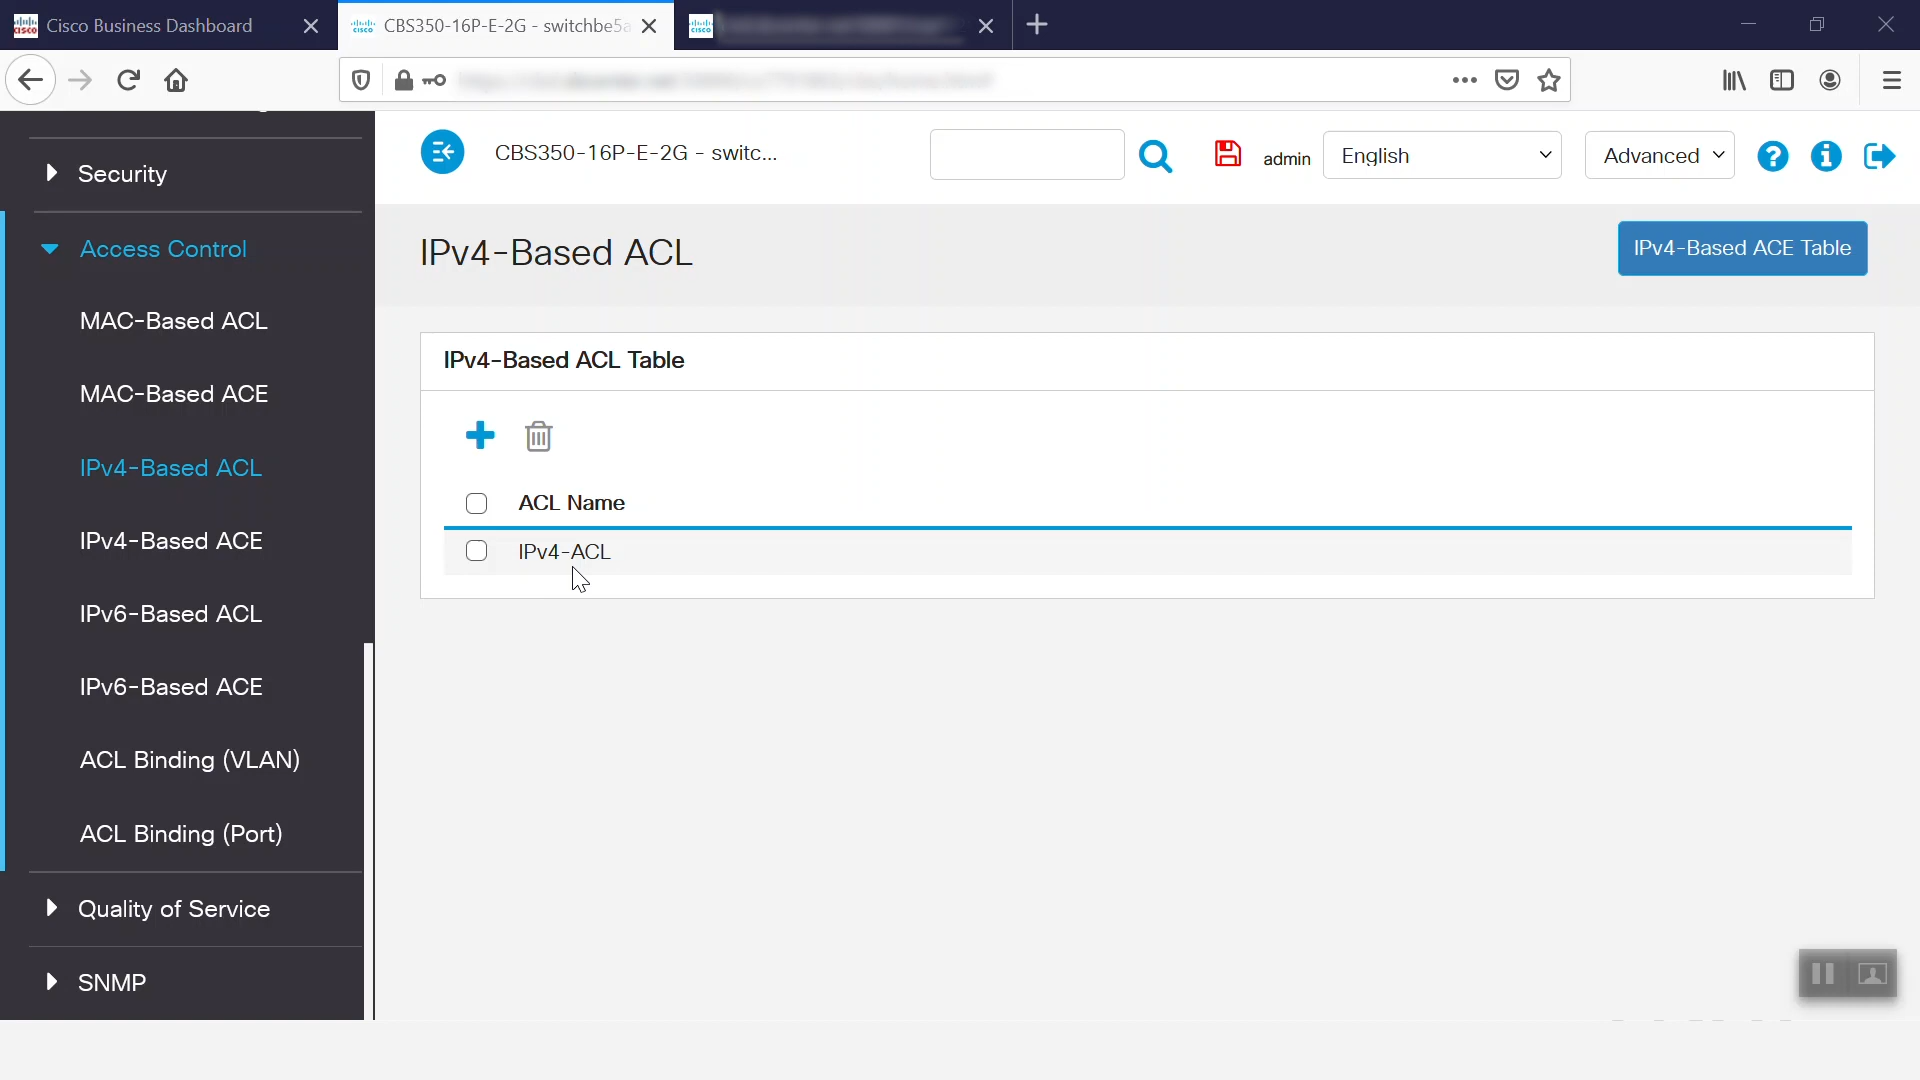 Cisco Business Dashboard
CBS350-16P-E-2G - switchbe5a
CBS350-16P-E-2G - switc...
admin
English
Advanced
Security
Access Control
MAC-Based ACL
MAC-Based ACE
IPv4-Based ACL
IPv4-Based ACE
IPv6-Based ACL
IPv6-Based ACE
ACL Binding (VLAN)
ACL Binding (Port)
Quality of Service
SNMP
IPv4-Based ACL
IPv4-Based ACE Table
IPv4-Based ACL Table
ACL Name
IPv4-ACL